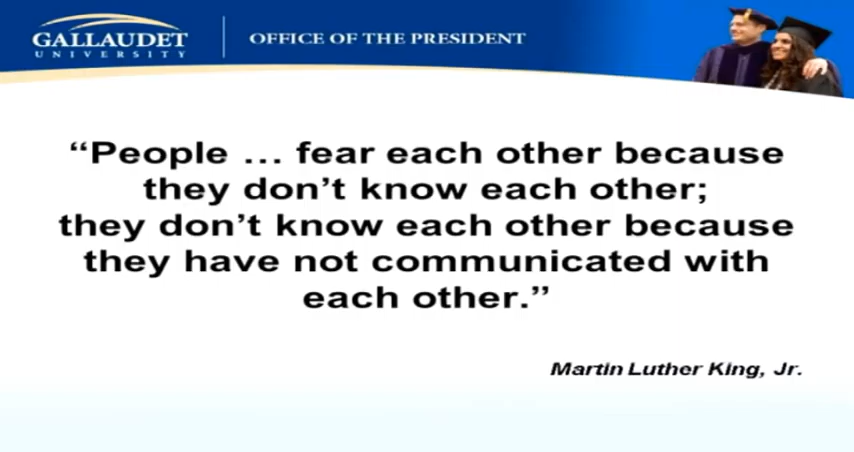 GALLAUDET
UNIVERSITY
OFFICE OF THE PRESIDENT
“People … fear each other because
they don’t know each other;
they don’t know each other because
they have not communicated with
each other.”
Martin Luther King, Jr.